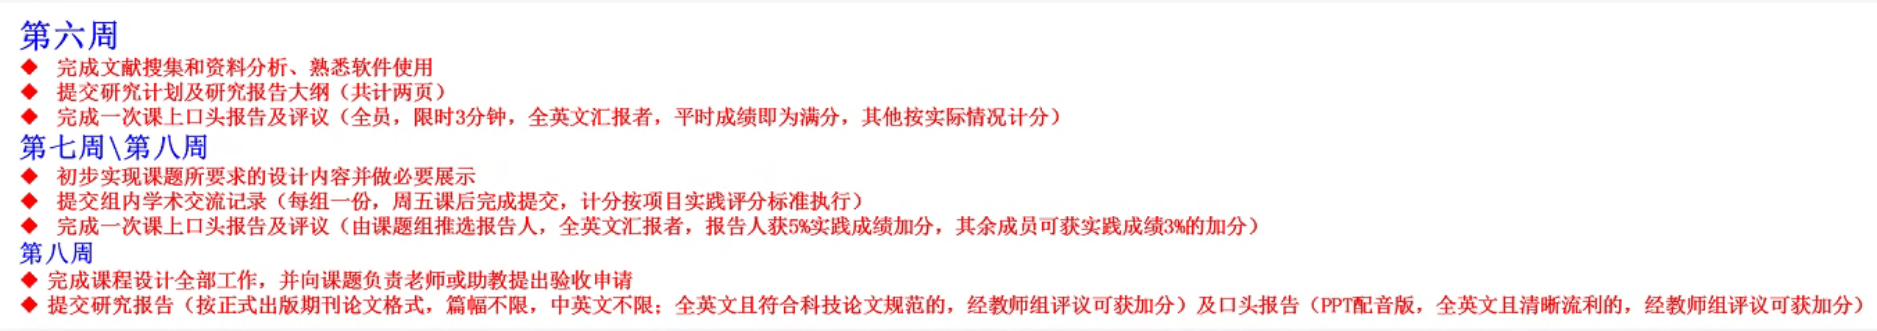 第六周
◆ 完成文献搜集和资料分析、熟悉软件使用
◆ 提交研究计划及研究报告大纲（共计两页）
◆ 完成一次课上口头报告及评议（全员，限时3分钟，全英文汇报者，平时成绩即为满分，其他按实际情况计分）
第七周\第八周
◆ 初步实现课题所要求的设计内容并做必要展示
◆ 提交组内学术交流记录（每组一份，周五课后完成提交，计分按项目实践评分标准执行）
◆ 完成一次课上口头报告及评议（由课题组推选报告人，全英文汇报者，报告人获5%实践成绩加分，其余成员可获实践成绩3%的加分）
第八周
◆ 完成课程设计全部工作，并向课题负责老师或助教提出验收申请
◆ 提交研究报告（按正式出版期刊论文格式，篇幅不限，中英文不限；全英文且符合科技论文规范的，经教师组评议可获加分）及口头报告（PPT配音版，全英文且清晰流利的，经教师组评议可获加分）